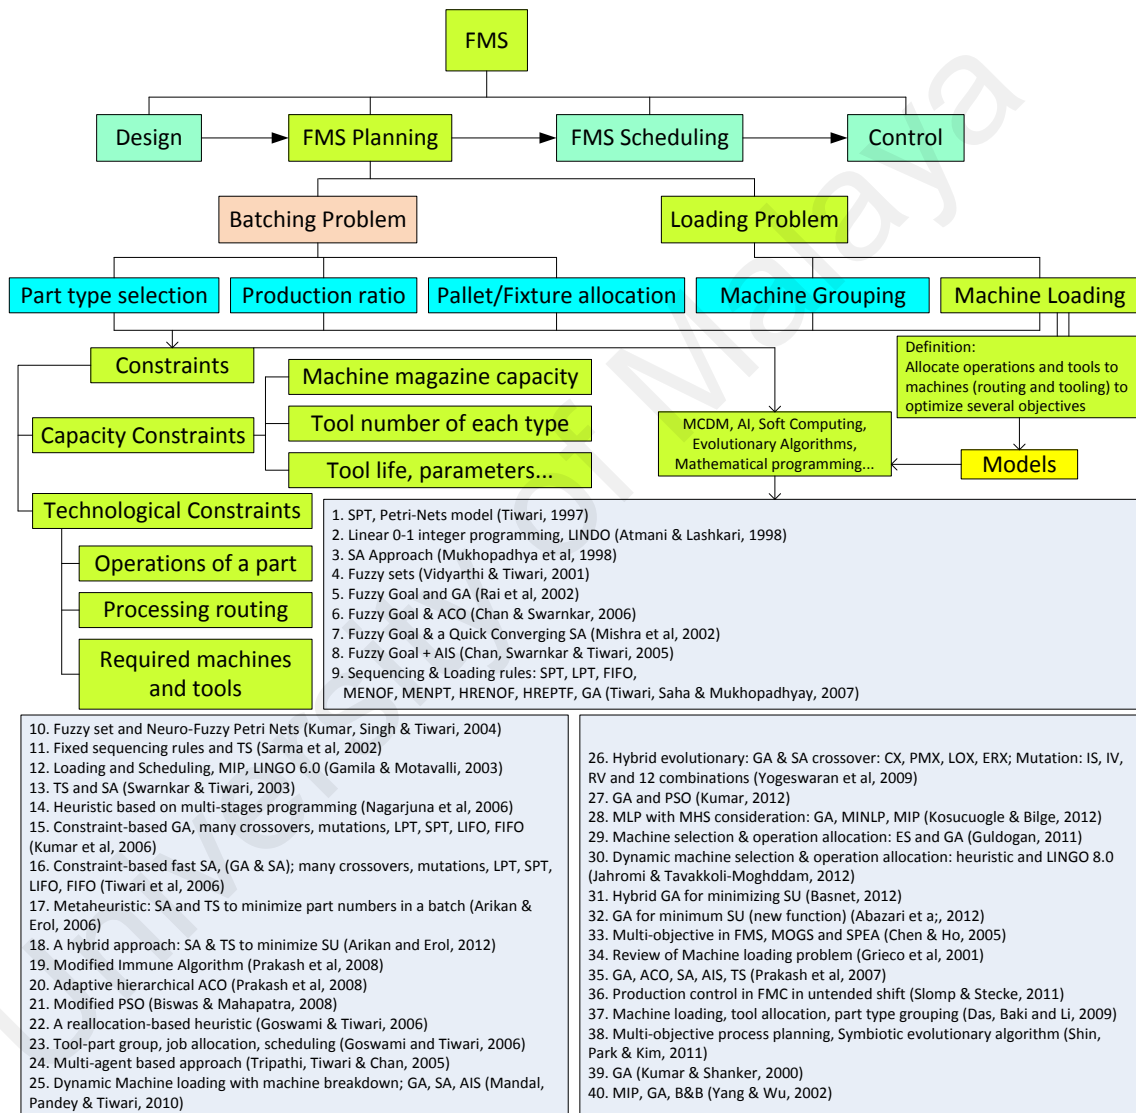 FMS
Design
FMS Planning
FMS Scheduling
Control
Batching Problem
Loading Problem
Part type selection
Production ratio
Pallet/Fixture allocation
Machine Grouping
Machine Loading
Constraints
Machine magazine capacity
Capacity Constraints
Tool number of each type
Tool life, parameters...
Definition:
Allocate operations and tools to
machines (routing and tooling) to
optimize several objectives
MCDM, AI, Soft Computing,
Evolutionary Algorithms,
Mathematical programming...
Models
Technological Constraints
Operations of a part
Processing routing
Required machines
and tools
1. SPT, Petri-Nets model (Tiwari, 1997)
2. Linear 0-1 integer programming, LINDO (Atmani & Lashkari, 1998)
3. SA Approach (Mukhopadhya et al, 1998)
4. Fuzzy sets (Vidyarthi & Tiwari, 2001)
5. Fuzzy Goal and GA (Rai et al, 2002)
6. Fuzzy Goal & ACO (Chan & Swarnkar, 2006)
7. Fuzzy Goal & a Quick Converging SA (Mishra et al, 2002)
8. Fuzzy Goal + AIS (Chan, Swarnkar & Tiwari, 2005)
9. Sequencing & Loading rules: SPT, LPT, FIFO,
MENOF, MENPT, HRENOF, HREPTF, GA (Tiwari, Saha & Mukhopadhyay, 2007)
10. Fuzzy set and Neuro-Fuzzy Petri Nets (Kumar, Singh & Tiwari, 2004)
11. Fixed sequencing rules and TS (Sarma et al, 2002)
12. Loading and Scheduling, MIP, LINGO 6.0 (Gamila & Motavalli, 2003)
13. TS and SA (Swarnkar & Tiwari, 2003)
14. Heuristic based on multi-stages programming (Nagarjuna et al, 2006)
15. Constraint-based GA, many crossovers, mutations, LPT, SPT, LIFO, FIFO
(Kumar et al, 2006)
16. Constraint-based fast SA, (GA & SA); many crossovers, mutations, LPT, SPT,
LIFO, FIFO (Tiwari et al, 2006)
17. Metaheuristic: SA and TS to minimize part numbers in a batch (Arikan &
Erol, 2006)
18. A hybrid approach: SA & TS to minimize SU (Arikan and Erol, 2012)
19. Modified Immune Algorithm (Prakash et al, 2008)
20. Adaptive hierarchical ACO (Prakash et al, 2008)
21. Modified PSO (Biswas & Mahapatra, 2008)
22. A reallocation-based heuristic (Goswami & Tiwari, 2006)
23. Tool-part group, job allocation, scheduling (Goswami and Tiwari, 2006)
24. Multi-agent based approach (Tripathi, Tiwari & Chan, 2005)
25. Dynamic Machine loading with machine breakdown; GA, SA, AIS (Mandal,
Pandey & Tiwari, 2010)
26. Hybrid evolutionary: GA & SA crossover: CX, PMX, LOX, ERX; Mutation: IS, IV,
RV and 12 combinations (Yogeswaran et al, 2009)
27. GA and PSO (Kumar, 2012)
28. MLP with MHS consideration: GA, MINLP, MIP (Kosucuogle & Bilge, 2012)
29. Machine selection & operation allocation: ES and GA (Guldogan, 2011)
30. Dynamic machine selection & operation allocation: heuristic and LINGO 8.0
(Jahromi & Tavakkoli-Moghddam, 2012)
31. Hybrid GA for minimizing SU (Basnet, 2012)
32. GA for minimum SU (new function) (Abazari et a;, 2012)
33. Multi-objective in FMS, MOGS and SPEA (Chen & Ho, 2005)
34. Review of Machine loading problem (Grieco et al, 2001)
35. GA, ACO, SA, AIS, TS (Prakash et al, 2007)
36. Production control in FMC in untended shift (Slomp & Stecke, 2011)
37. Machine loading, tool allocation, part type grouping (Das, Baki and Li, 2009)
38. Multi-objective process planning, Symbiotic evolutionary algorithm (Shin,
Park & Kim, 2011)
39. GA (Kumar & Shanker, 2000)
40. MIP, GA, B&B (Yang & Wu, 2002)
University of Malaya